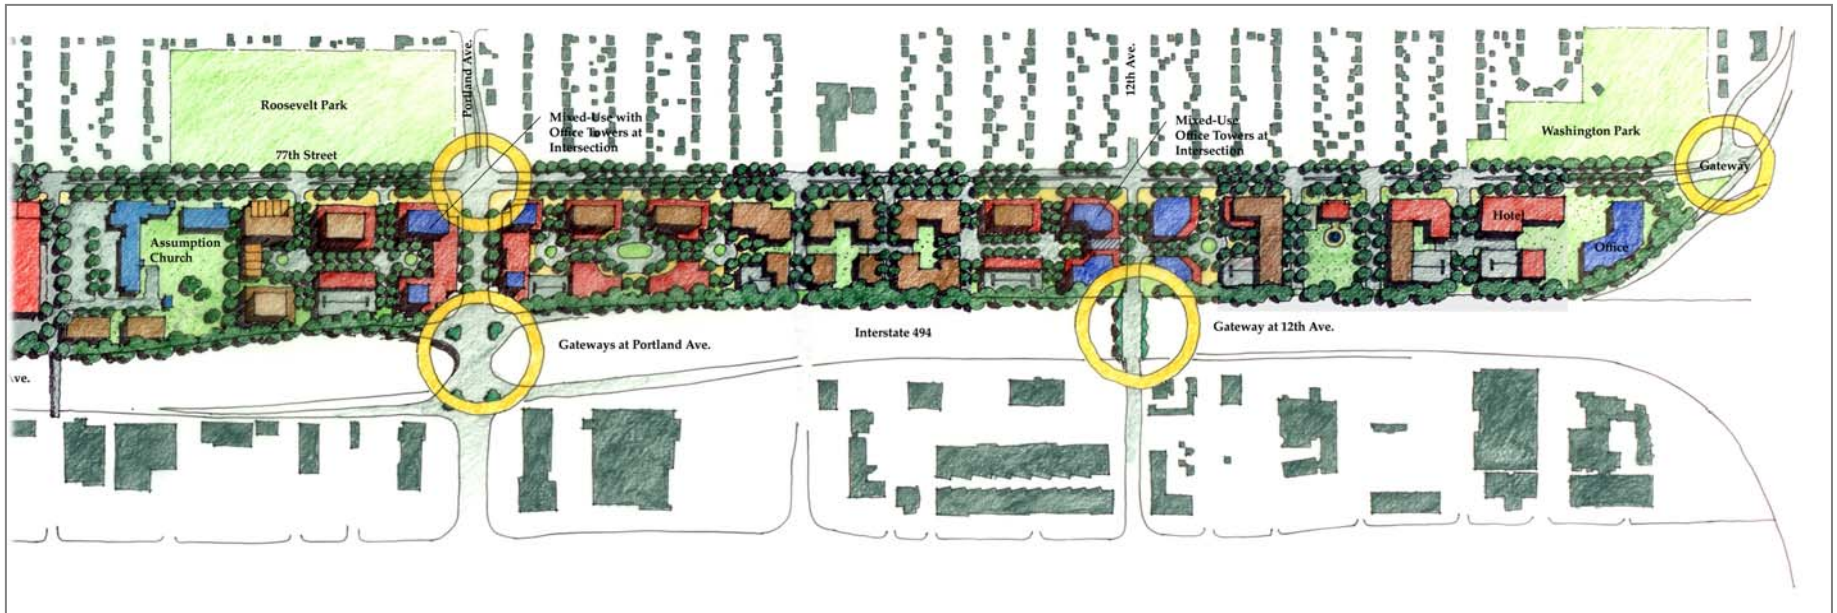 Portland Ave.
12th Ave.
Roosevelt Park
Mixed-Use with
Office Towers at
Intersection
Mixed-Use
Office Towers at
Intersection
Washington Park
77th Street
Gateway
Hotel
Assumption
Church
Office
Interstate 494
Gateway at 12th Ave.
Gateways at Portland Ave.
ve.